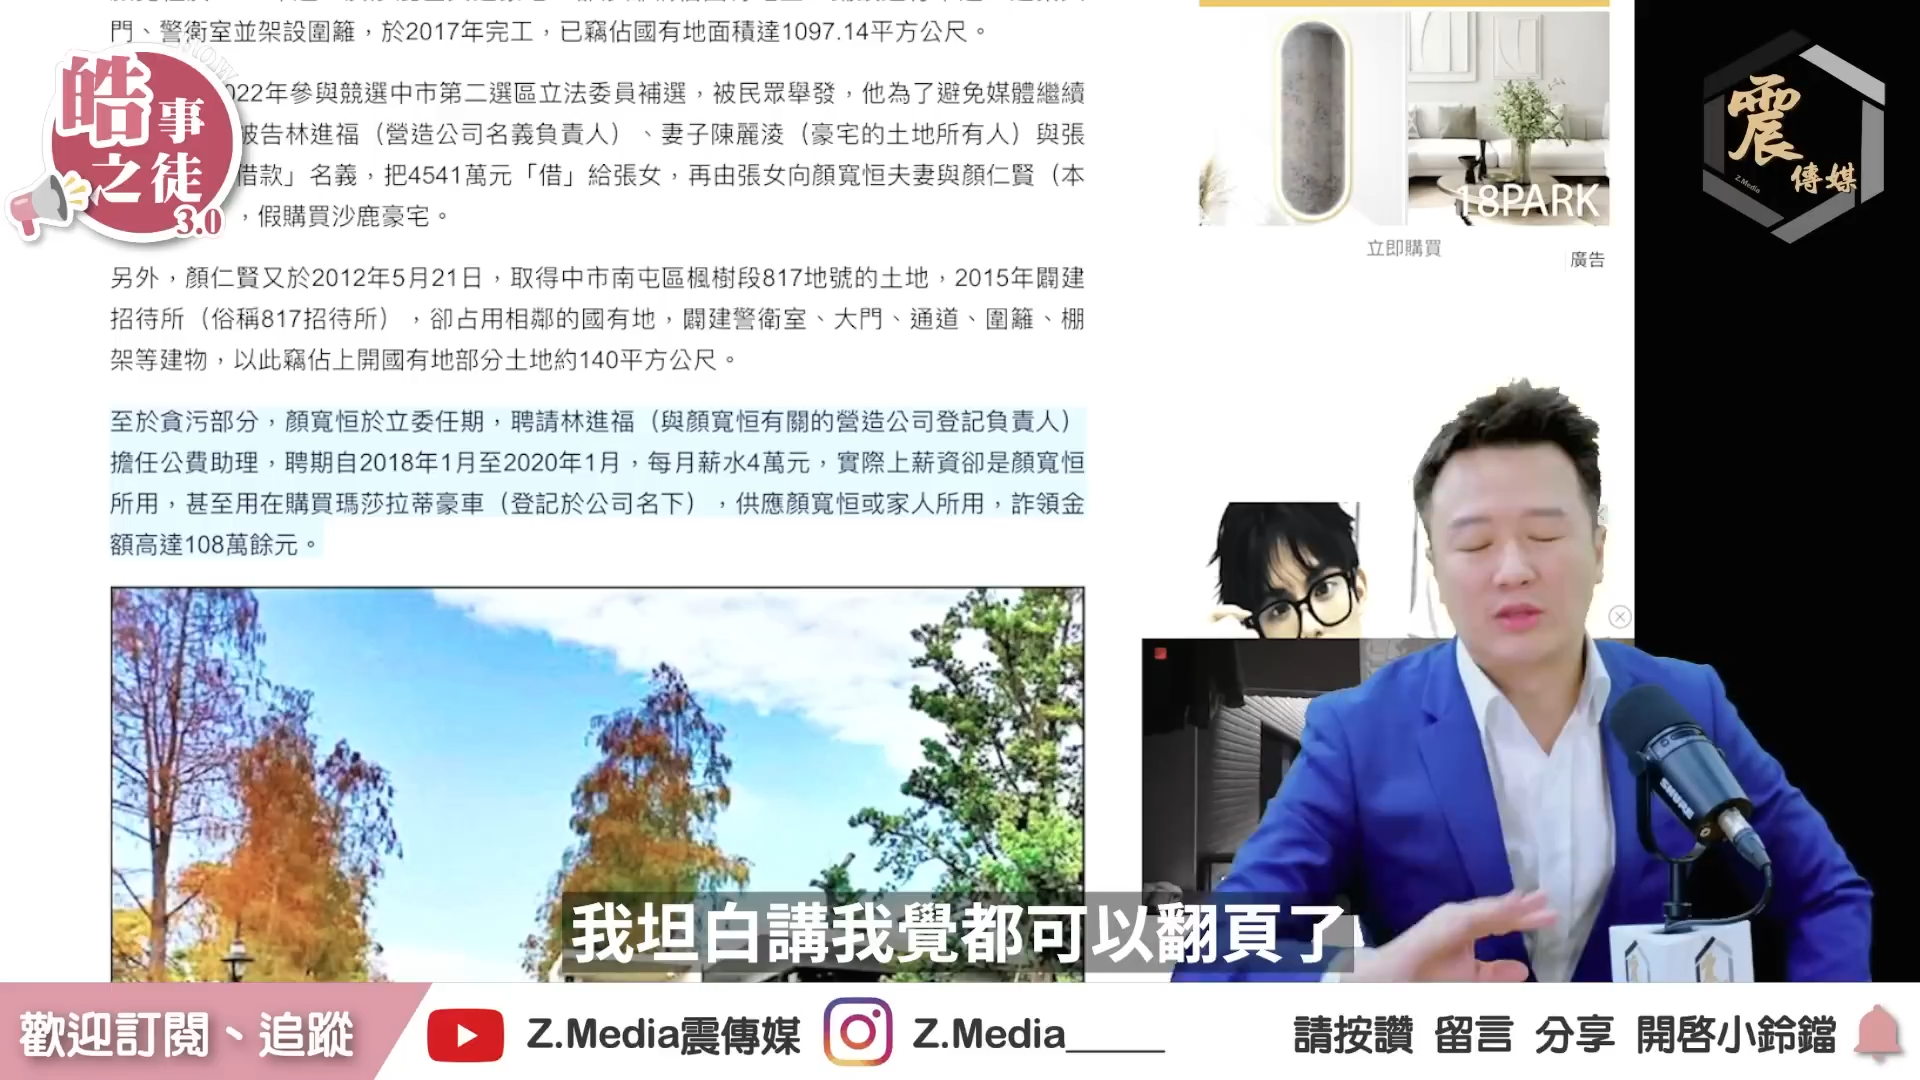 門、警衛室並架設圍籬，於2017年完工，已竊佔國有地面積達1097.14平方公尺。
022年參與競選中市第二選區立法委員補選，被民眾舉發，他為了避免媒體繼續
被告林進福（營造公司名義負責人）、妻子陳麗淩（豪宅的土地所有人）與張
借款」名義，把4541萬元「借」給張女，再由張女向顏寬恒夫妻與顏仁賢（本
，假購買沙鹿豪宅。
另外，顏仁賢又於2012年5月21日，取得中市南屯區楓樹段817地號的土地，2015年闢建
招待所（俗稱817招待所），卻占用相鄰的國有地，闢建警衛室、大門、通道、圍籬、棚
架等建物，以此竊佔上開國有地部分土地約140平方公尺。
至於貪污部分，顏寬恒於立委任期，聘請林進福（與顏寬恒有關的營造公司登記負責人）
擔任公費助理，聘期自2018年1月至2020年1月，每月薪水4萬元，實際上薪資卻是顏寬恒
所用，甚至用在購買瑪莎拉蒂豪車（登記於公司名下），供應顏寬恒或家人所用，詐領金
額高達108萬餘元。
皓事之徒
3.0
18PARK
立即購買
廣告
震
傳媒
Z.Media
SHURE
我坦白講我覺都可以翻頁了
歡迎訂閱、追蹤
Z.Media震傳媒
Z.Media_____
請按讚 留言 分享 開啓小鈴鐺